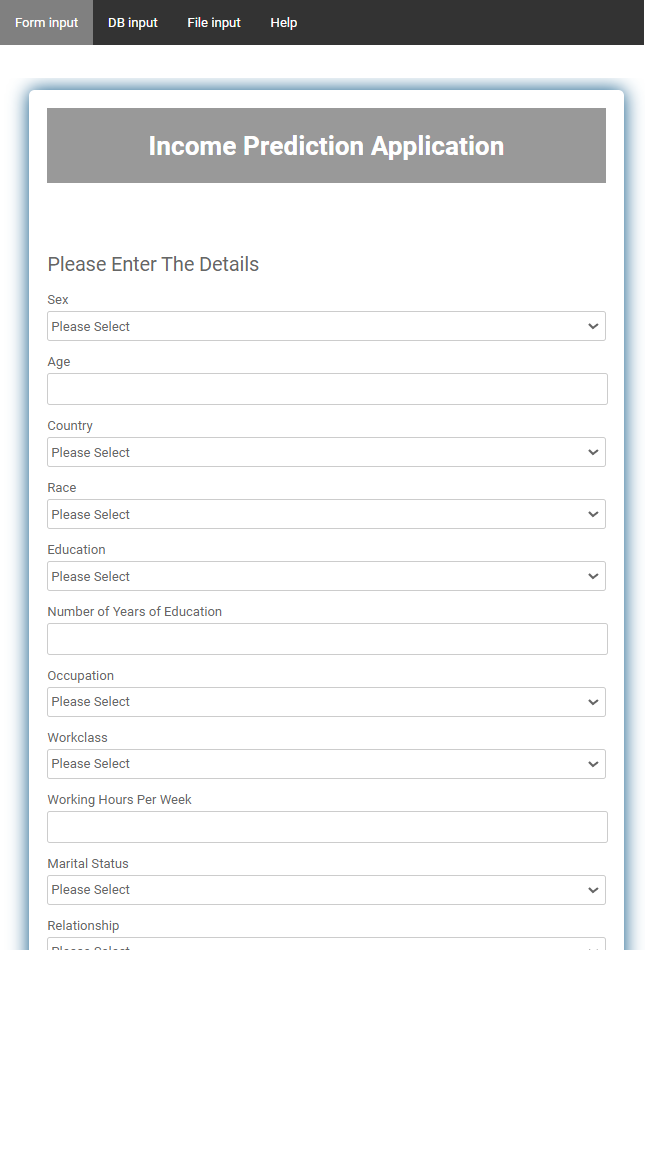 Form input DB input File input Help
Income Prediction Application
Please Enter The Details
Sex
Please Select
Age
Country
Please Select
Race
Please Select
Education
Please Select
Number of Years of Education
Occupation
Please Select
Workclass
Please Select
Working Hours Per Week
Marital Status
Please Select
Relationship
Please Select